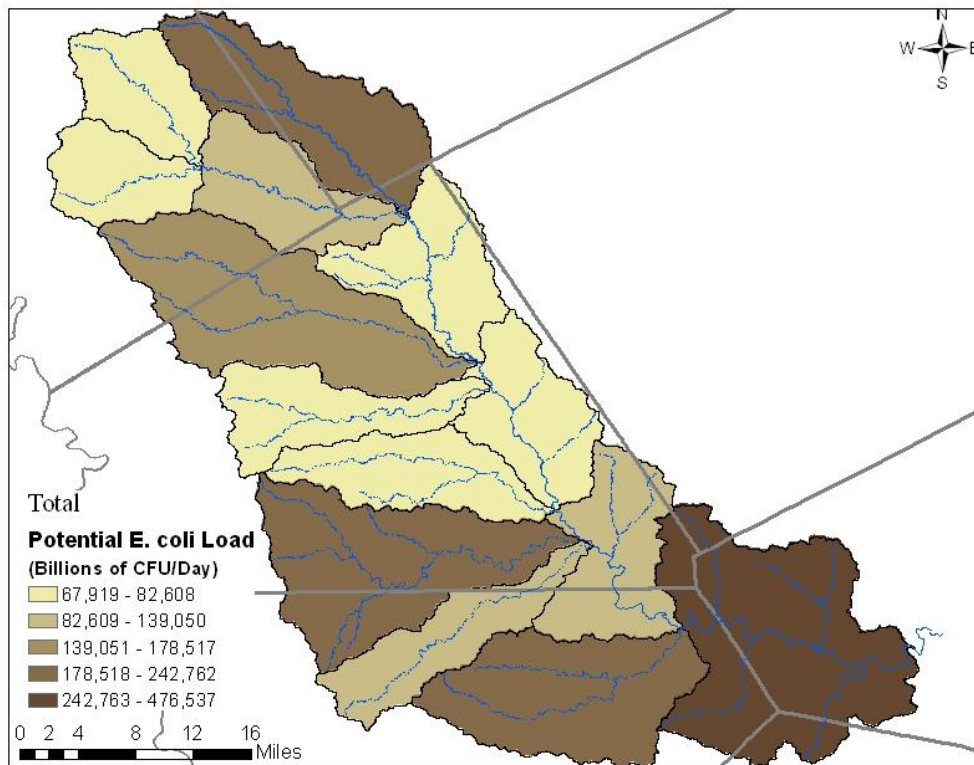 N
W E
S
Total
Potential E. coli Load
(Billions of CFU/Day)
67,919 - 82,608
82,609 - 139,050
139,051 - 178,517
178,518 - 242,762
242,763 - 476,537
0 2 4 8 12 16
Miles